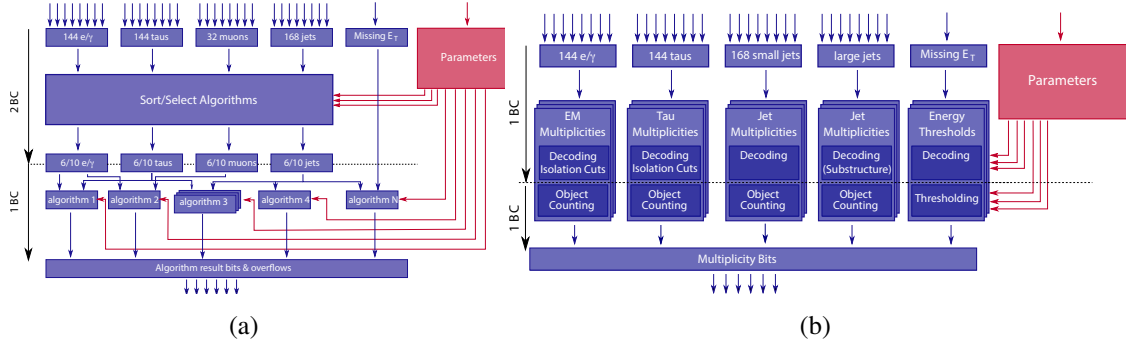 144 e/γ
144 taus
32 muons
168 jets
Missing E_T
Parameters
2 BC
Sort/Select Algorithms
6/10 e/γ
6/10 taus
6/10 muons
6/10 jets
1 BC
algorithm 1
algorithm 2
algorithm 3
algorithm 4
algorithm N
Algorithm result bits & overflows
(a)
144 e/γ
144 taus
168 small jets
large jets
Missing E_T
Parameters
1 BC
EM
Multiplicities
Decoding
Isolation Cuts
Object
Counting
Tau
Multiplicities
Decoding
Isolation Cuts
Object
Counting
Jet
Multiplicities
Decoding
Object
Counting
Jet
Multiplicities
Decoding
(Substructure)
Object
Counting
Energy
Thresholds
Decoding
Thresholding
1 BC
Multiplicity Bits
(b)